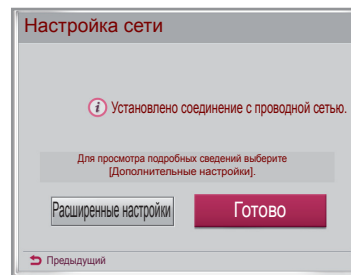 Настройка сети
Установлено соединение с проводной сетью.
Для просмотра подробных сведений выберите
[Дополнительные настройки].
Расширенные настройки
Готово
Предыдущий